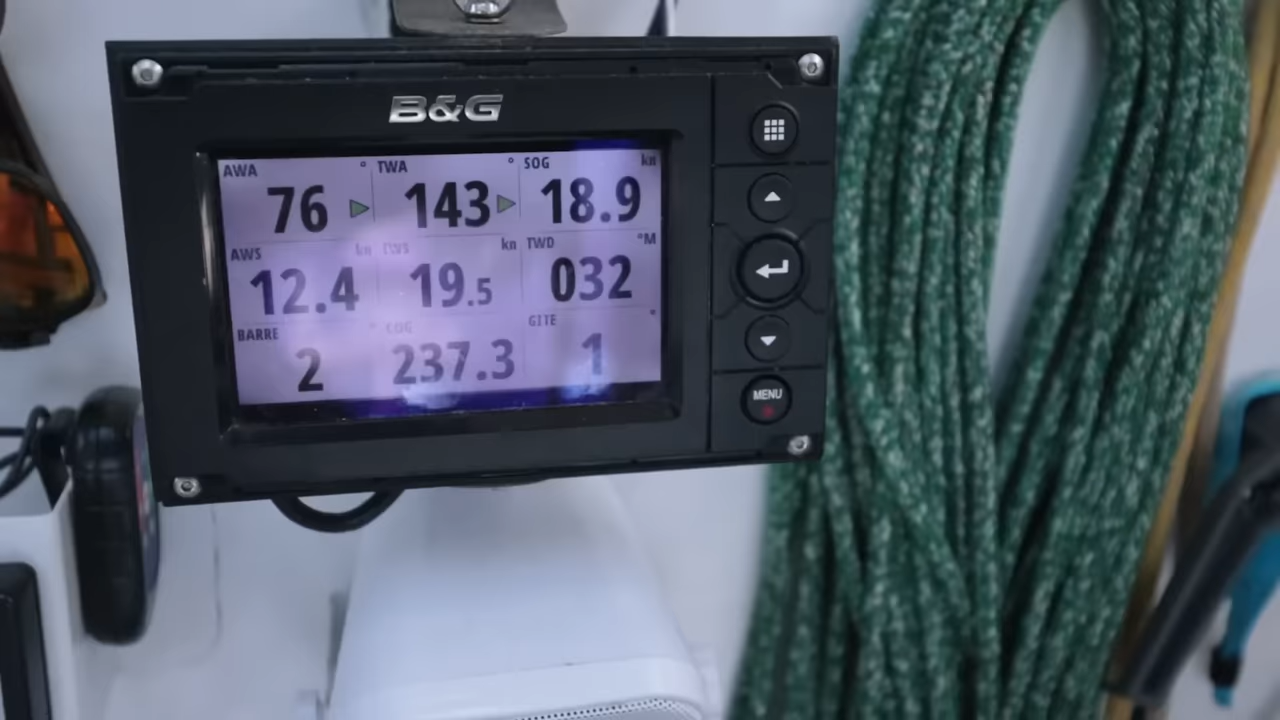 B&G
AWA ° TWA ° SOG kn
76 143 18.9
AWS kn TWS kn TWD °M
12.4 19.5 032
BARRE ° COG GITE °
2 237.3 1
MENU